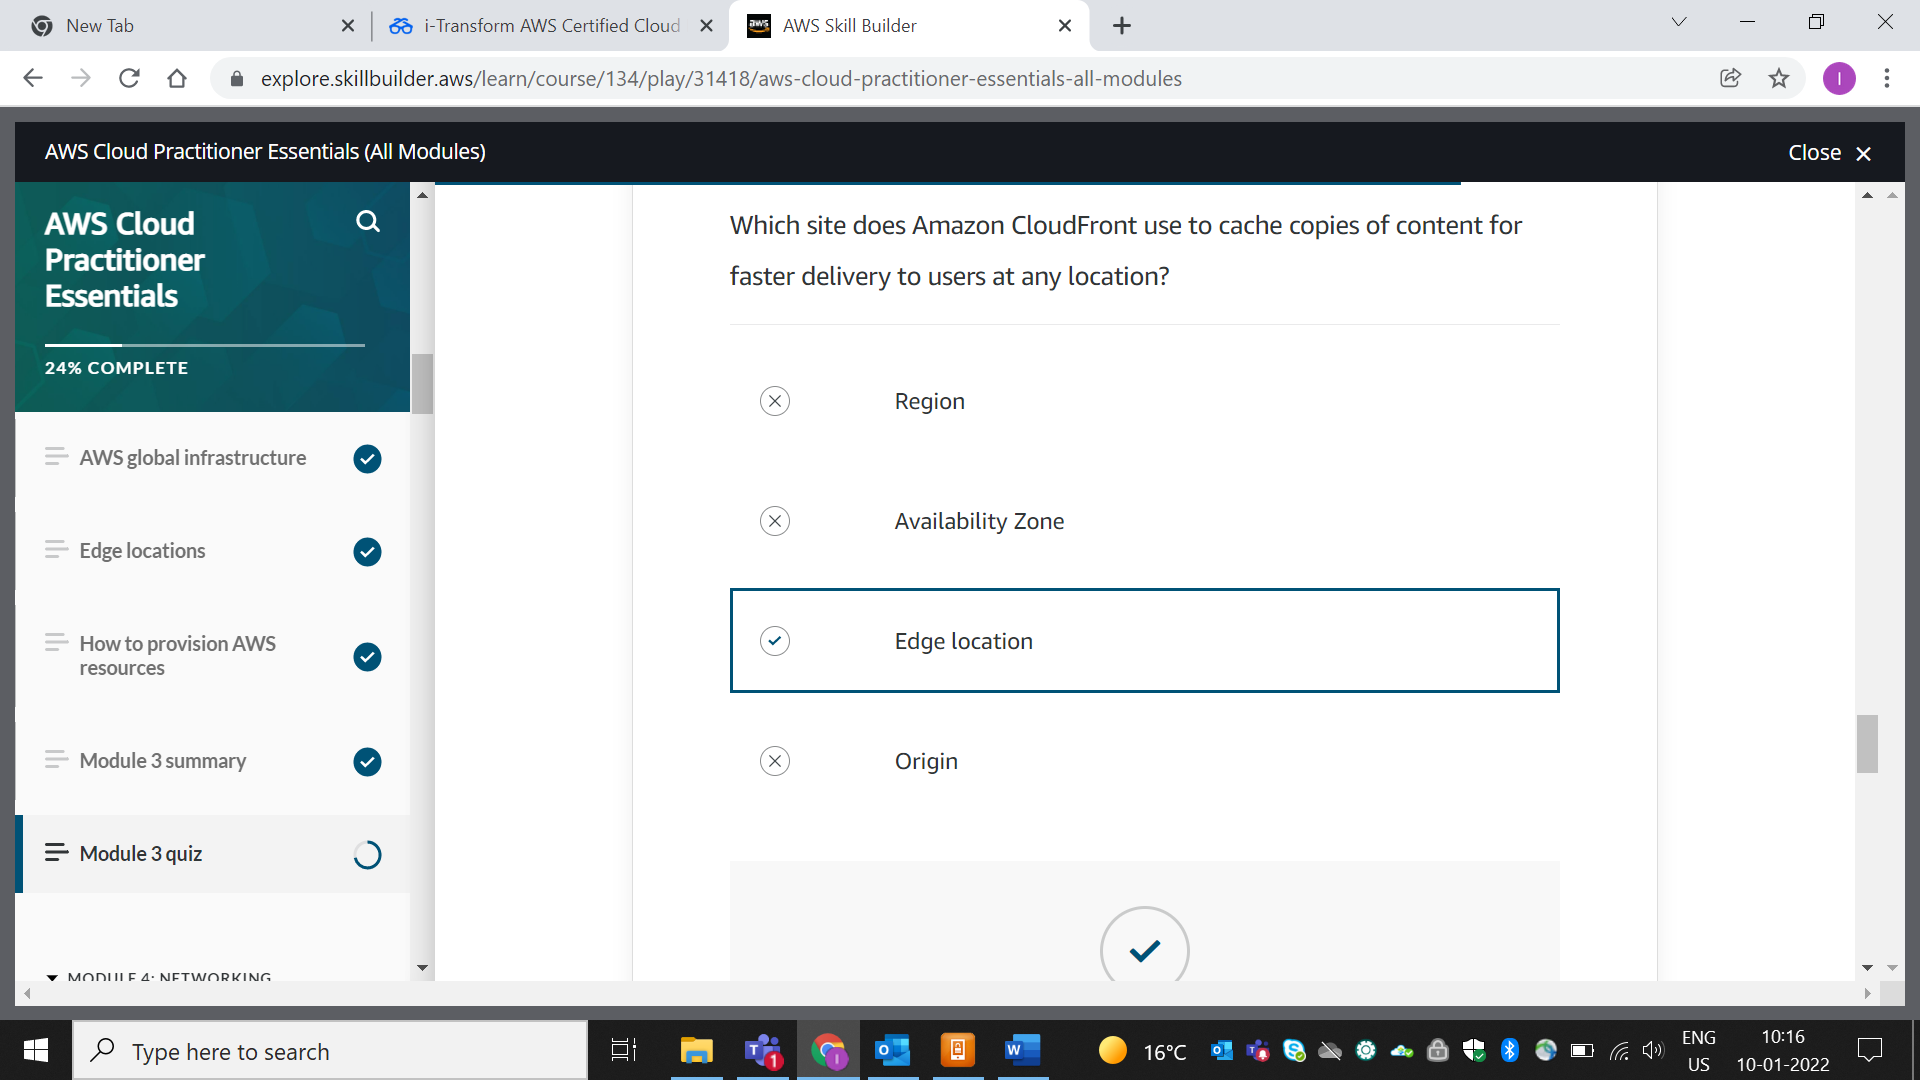 New Tab
i-Transform AWS Certified Cloud
aws
AWS Skill Builder
explore.skillbuilder.aws/learn/course/134/play/31418/aws-cloud-practitioner-essentials-all-modules
I
AWS Cloud Practitioner Essentials (All Modules)
Close
AWS Cloud
Practitioner
Essentials
24% COMPLETE
AWS global infrastructure
Edge locations
How to provision AWS
resources
Module 3 summary
Module 3 quiz
MODULE 4: NETWORKING
Which site does Amazon CloudFront use to cache copies of content for
faster delivery to users at any location?
Region
Availability Zone
Edge location
Origin
Type here to search
1
16°C
ENG
US
10:16
10-01-2022